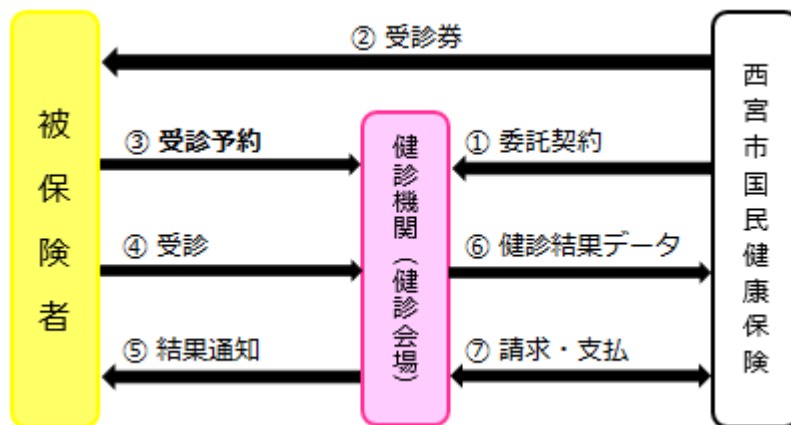 ② 受診券
被保険者
③ 受診予約
健診機関（健診会場）
① 委託契約
西宮市国民健康保険
④ 受診
⑥ 健診結果データ
⑤ 結果通知
⑦ 請求・支払